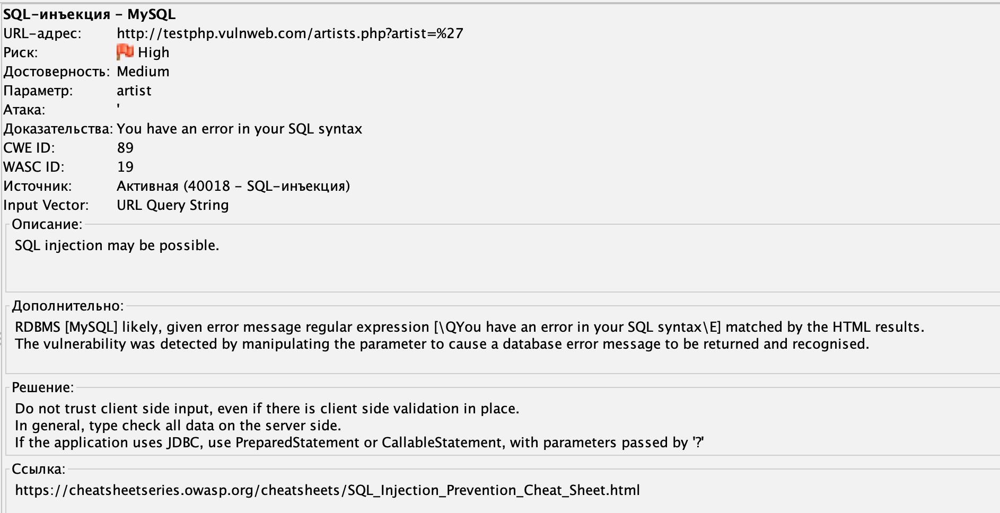 SQL-инъекция - MySQL
URL-адрес: http://testphp.vulnweb.com/artists.php?artist=%27
Риск: High
Достоверность: Medium
Параметр: artist
Атака: '
Доказательства: You have an error in your SQL syntax
CWE ID: 89
WASC ID: 19
Источник: Активная (40018 - SQL-инъекция)
Input Vector: URL Query String
Описание:
SQL injection may be possible.
Дополнительно:
RDBMS [MySQL] likely, given error message regular expression [\QYou have an error in your SQL syntax\E] matched by the HTML results.
The vulnerability was detected by manipulating the parameter to cause a database error message to be returned and recognised.
Решение:
Do not trust client side input, even if there is client side validation in place.
In general, type check all data on the server side.
If the application uses JDBC, use PreparedStatement or CallableStatement, with parameters passed by '?'
Ссылка:
https://cheatsheetseries.owasp.org/cheatsheets/SQL_Injection_Prevention_Cheat_Sheet.html